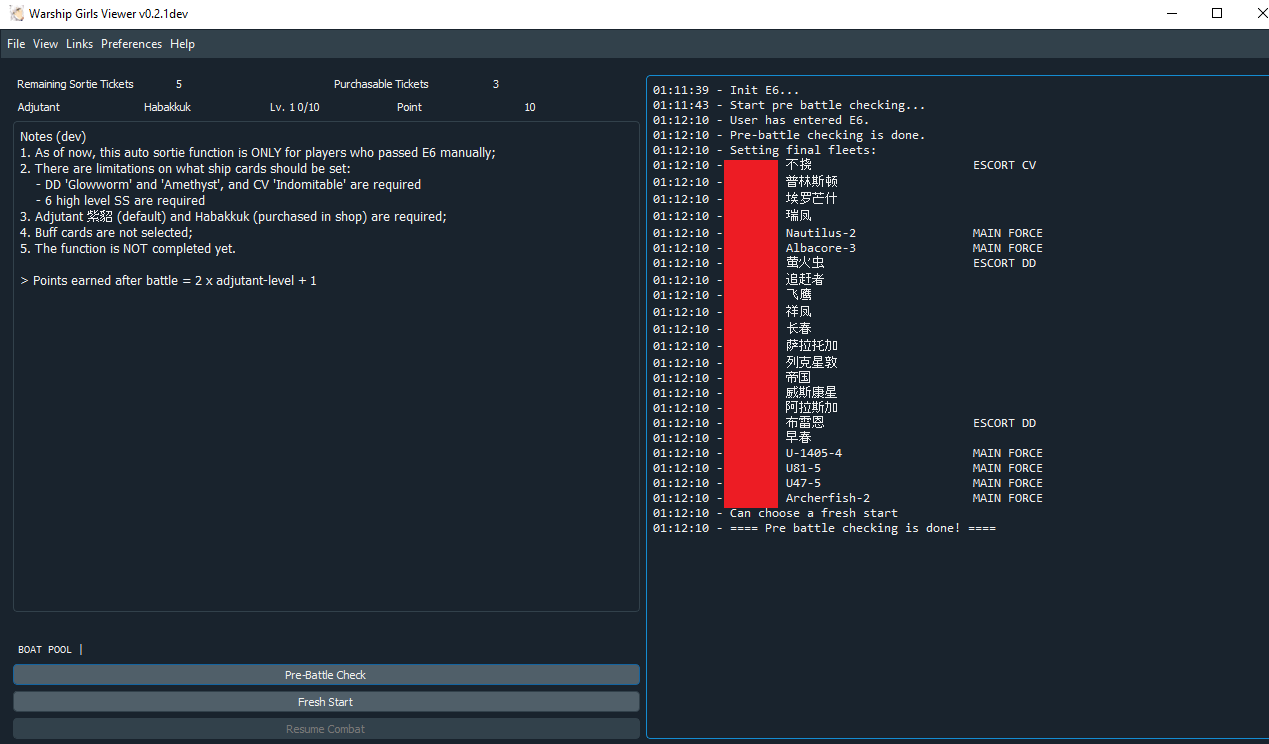 Warship Girls Viewer v0.2.1dev
File View Links Preferences Help
Remaining Sortie Tickets 5 Purchasable Tickets 3
Adjutant Habakkuk Lv. 1 0/10 Point 10
Notes (dev)
1. As of now, this auto sortie function is ONLY for players who passed E6 manually;
2. There are limitations on what ship cards should be set:
- DD 'Glowworm' and 'Amethyst', and CV 'Indomitable' are required
- 6 high level SS are required
3. Adjutant 紫貂 (default) and Habakkuk (purchased in shop) are required;
4. Buff cards are not selected;
5. The function is NOT completed yet.
> Points earned after battle = 2 x adjutant-level + 1
BOAT POOL |
Pre-Battle Check
Fresh Start
Resume Combat
01:11:39 - Init E6...
01:11:43 - Start pre battle checking...
01:12:10 - User has entered E6.
01:12:10 - Pre-battle checking is done.
01:12:10 - Setting final fleets:
01:12:10 - 不挠 ESCORT CV
01:12:10 - 普林斯顿
01:12:10 - 埃罗芒什
01:12:10 - 瑞凤
01:12:10 - Nautilus-2 MAIN FORCE
01:12:10 - Albacore-3 MAIN FORCE
01:12:10 - 萤火虫 ESCORT DD
01:12:10 - 追赶者
01:12:10 - 飞鹰
01:12:10 - 祥凤
01:12:10 - 长春
01:12:10 - 萨拉托加
01:12:10 - 列克星敦
01:12:10 - 帝国
01:12:10 - 威斯康星
01:12:10 - 阿拉斯加
01:12:10 - 布雷恩 ESCORT DD
01:12:10 - 早春
01:12:10 - U-1405-4 MAIN FORCE
01:12:10 - U81-5 MAIN FORCE
01:12:10 - U47-5 MAIN FORCE
01:12:10 - Archerfish-2 MAIN FORCE
01:12:10 - Can choose a fresh start
01:12:10 - ==== Pre battle checking is done! ====